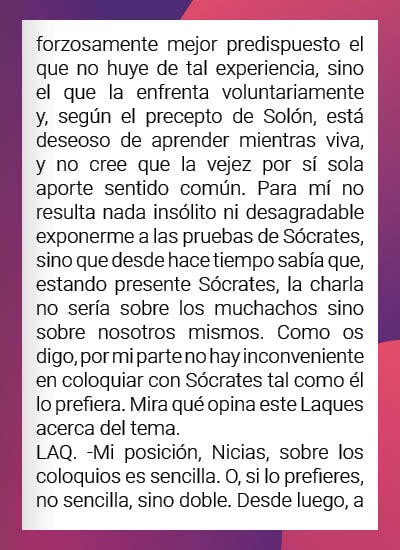 forzosamente mejor predispuesto el
que no huye de tal experiencia, sino
el que la enfrenta voluntariamente
y, según el precepto de Solón, está
deseoso de aprender mientras viva,
y no cree que la vejez por sí sola
aporte sentido común. Para mí no
resulta nada insólito ni desagradable
exponerme a las pruebas de Sócrates,
sino que desde hace tiempo sabía que,
estando presente Sócrates, la charla
no sería sobre los muchachos sino
sobre nosotros mismos. Como os
digo, por mi parte no hay inconveniente
en coloquiar con Sócrates tal como él
lo prefiera. Mira qué opina este Laques
acerca del tema.
LAQ. -Mi posición, Nicias, sobre los
coloquios es sencilla. O, si lo prefieres,
no sencilla, sino doble. Desde luego, a